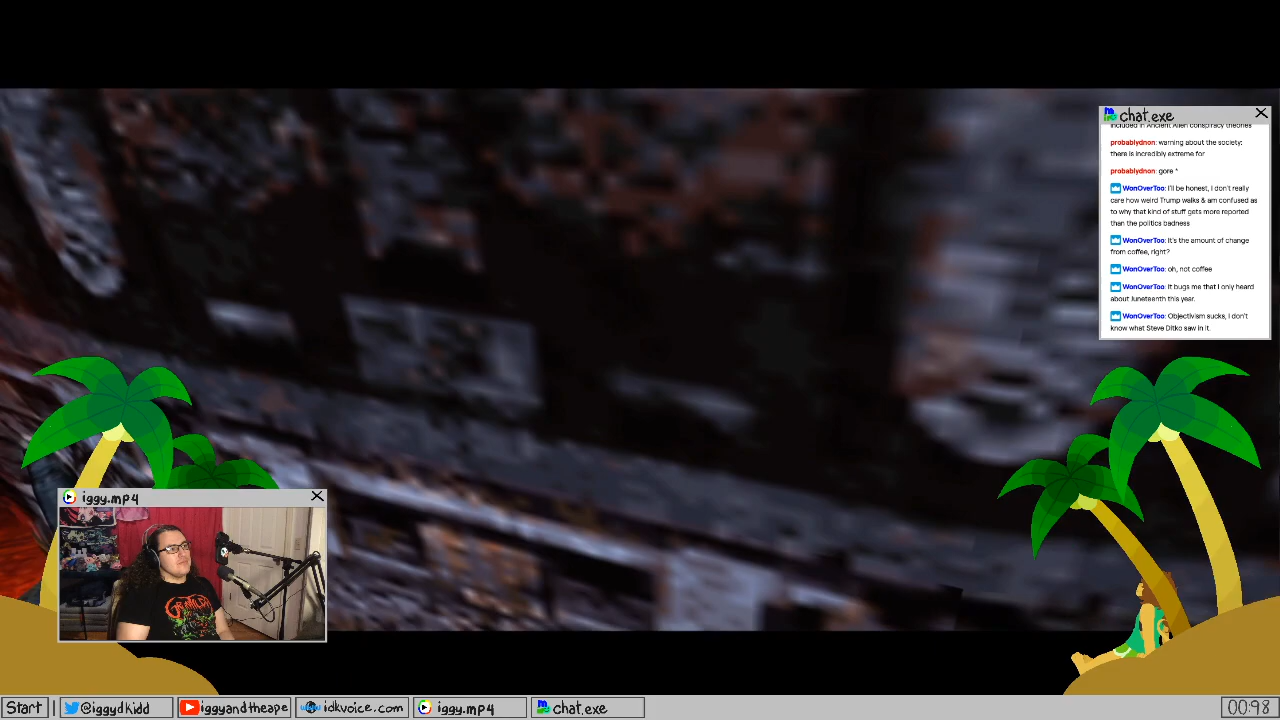 chat.exe
included in Ancient Alien conspiracy theories
probablydnon: warning about the society:
there is incredibly extreme for
probablydnon: gore *
WonOverToo: I'll be honest, I don't really
care how weird Trump walks & am confused as
to why that kind of stuff gets more reported
than the politics badness
WonOverToo: It's the amount of change
from coffee, right?
WonOverToo: oh, not coffee
WonOverToo: It bugs me that I only heard
about Juneteenth this year.
WonOverToo: Objectivism sucks, I don't
know what Steve Ditko saw in it.
iggy.mp4
Start | @iggydkidd iggyandtheape www idkvoice.com iggy.mp4 chat.exe 00:98